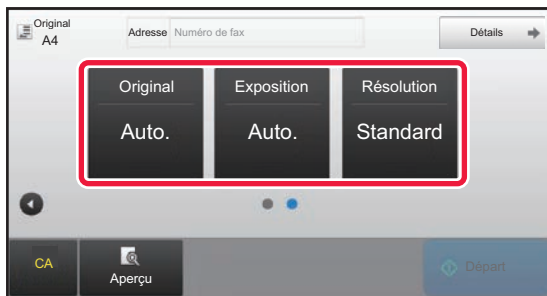 Original
A4
Adresse Numéro de fax
Détails
Original Exposition Résolution
Auto. Auto. Standard
CA
Aperçu
Départ